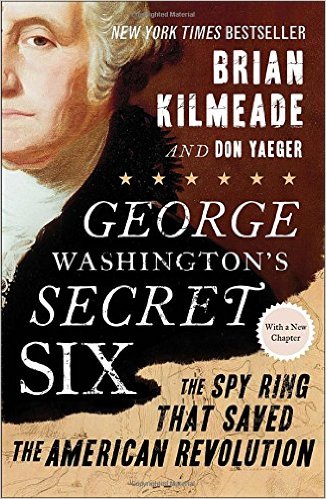 NEW YORK TIMES BESTSELLER
BRIAN
KILMEADE
AND DON YAEGER
GEORGE
WASHINGTON'S
SECRET
SIX
With a New
Chapter
THE SPY RING
THAT SAVED
THE AMERICAN REVOLUTION